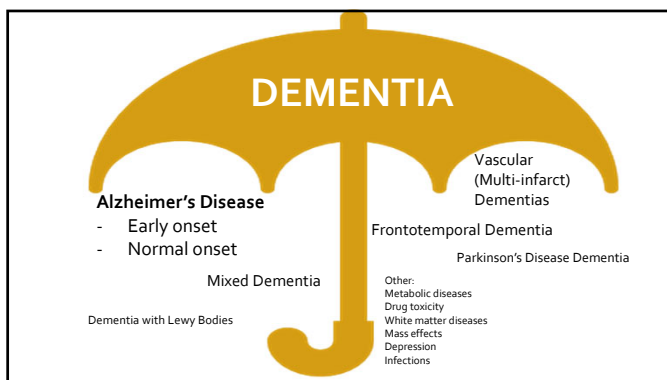 DEMENTIA
Alzheimer's Disease
- Early onset
- Normal onset
Mixed Dementia
Dementia with Lewy Bodies
Vascular
(Multi-infarct)
Dementias
Frontotemporal Dementia
Parkinson's Disease Dementia
Other:
Metabolic diseases
Drug toxicity
White matter diseases
Mass effects
Depression
Infections